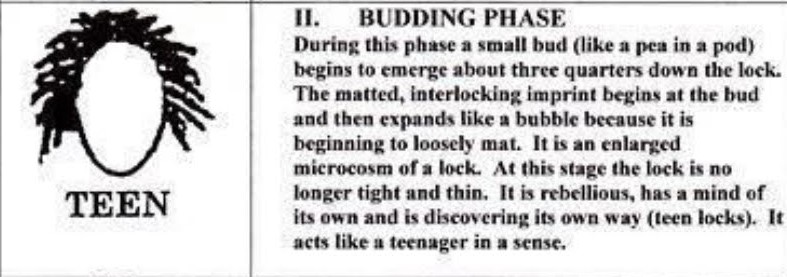 II. BUDDING PHASE
During this phase a small bud (like a pea in a pod)
begins to emerge about three quarters down the lock.
The matted, interlocking imprint begins at the bud
and then expands like a bubble because it is
beginning to loosely mat. It is an enlarged
microcosm of a lock. At this stage the lock is no
longer tight and thin. It is rebellious, has a mind of
its own and is discovering its own way (teen locks). It
acts like a teenager in a sense.
TEEN